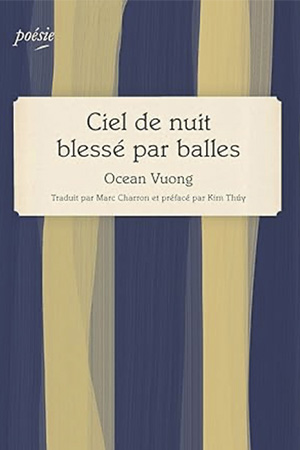 poésie
Ciel de nuit
blessé par balles
Ocean Vuong
Traduit par Marc Charron et préfacé par Kim Thúy